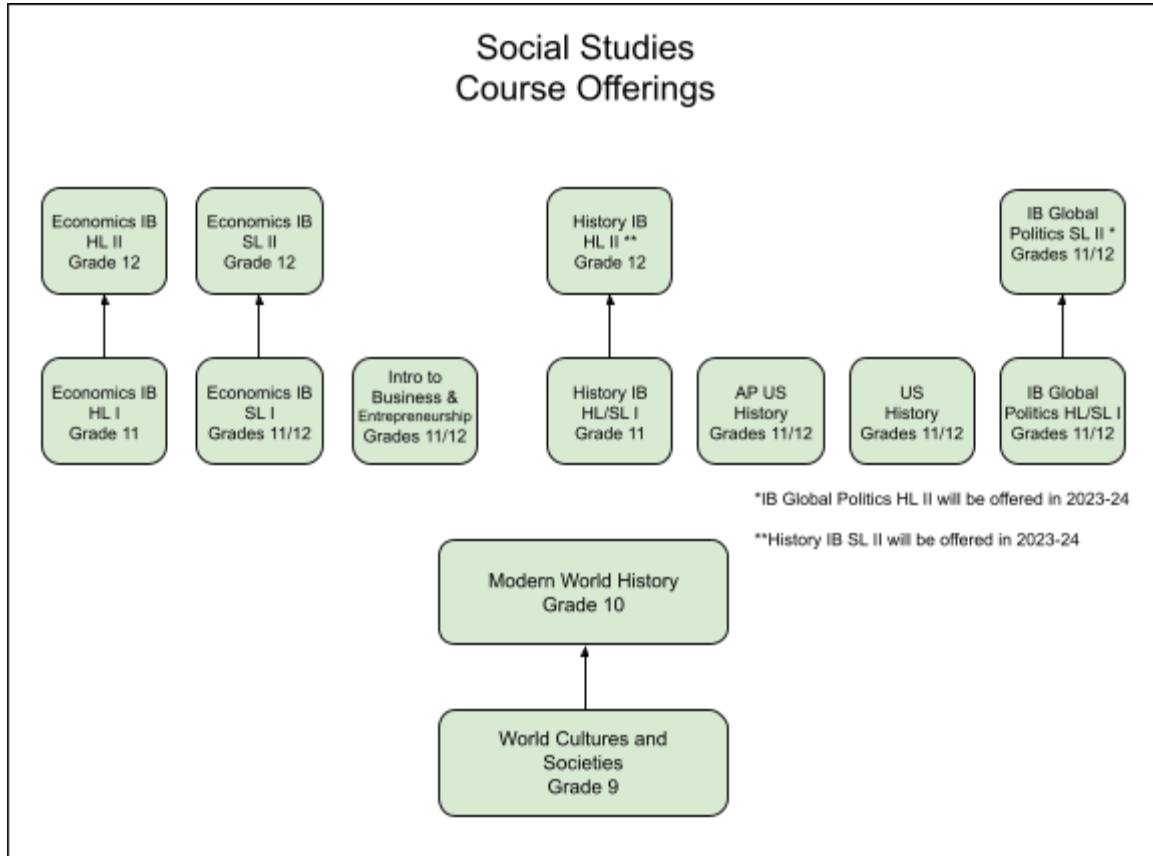 Social Studies
Course Offerings
Economics IB
HL II
Grade 12
Economics IB
SL II
Grade 12
History IB
HL II **
Grade 12
IB Global
Politics SL II *
Grades 11/12
Economics IB
HL I
Grade 11
Economics IB
SL I
Grades 11/12
Intro to
Business &
Entrepreneurship
Grades 11/12
History IB
HL/SL I
Grade 11
AP US
History
Grades 11/12
US
History
Grades 11/12
IB Global
Politics HL/SL I
Grades 11/12
*IB Global Politics HL II will be offered in 2023-24
**History IB SL II will be offered in 2023-24
Modern World History
Grade 10
World Cultures and
Societies
Grade 9